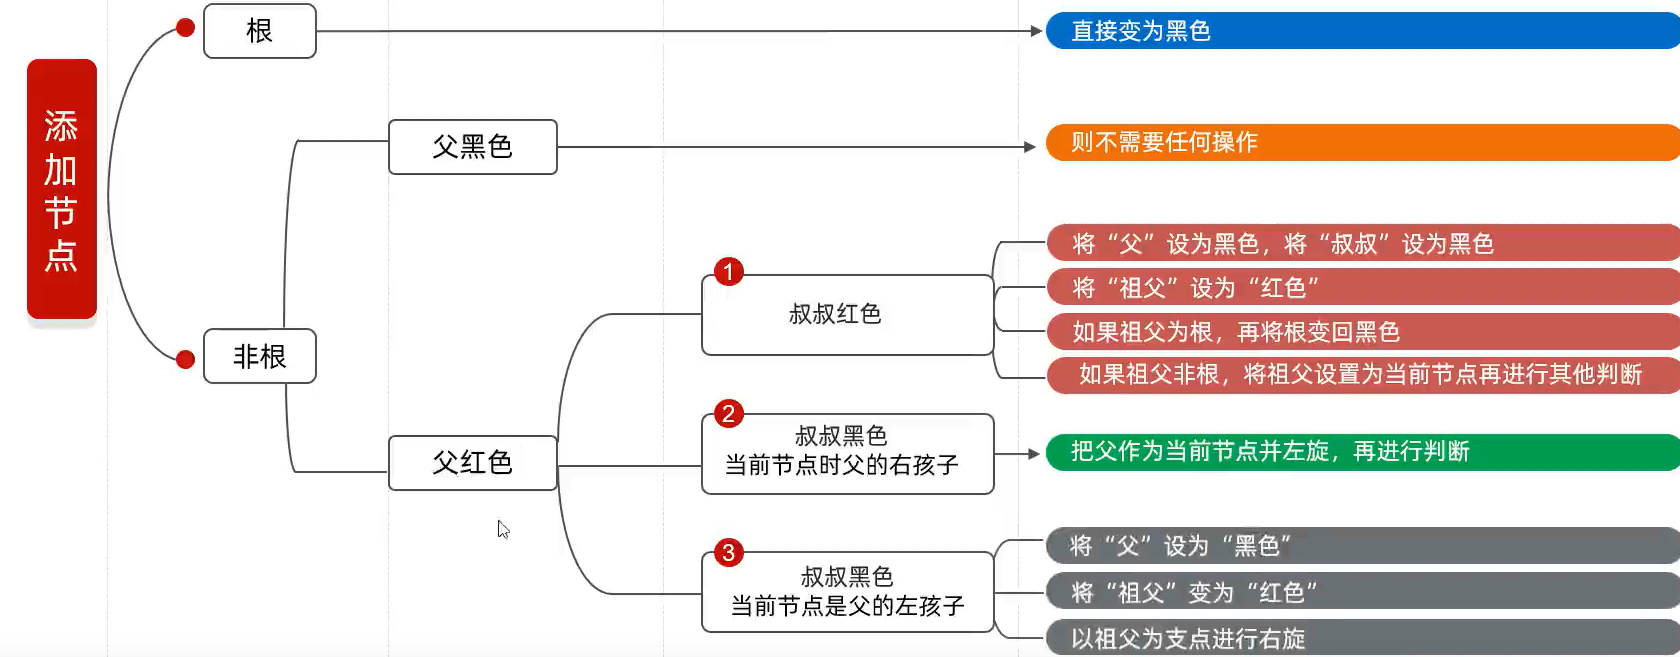 添加节点
根
直接变为黑色
父黑色
则不需要任何操作
非根
父红色
1
叔叔红色
将“父”设为黑色，将“叔叔”设为黑色
将“祖父”设为“红色”
如果祖父为根，再将根变回黑色
如果祖父非根，将祖父设置为当前节点再进行其他判断
2
叔叔黑色
当前节点时父的右孩子
把父作为当前节点并左旋，再进行判断
3
叔叔黑色
当前节点是父的左孩子
将“父”设为“黑色”
将“祖父”变为“红色”
以祖父为支点进行右旋